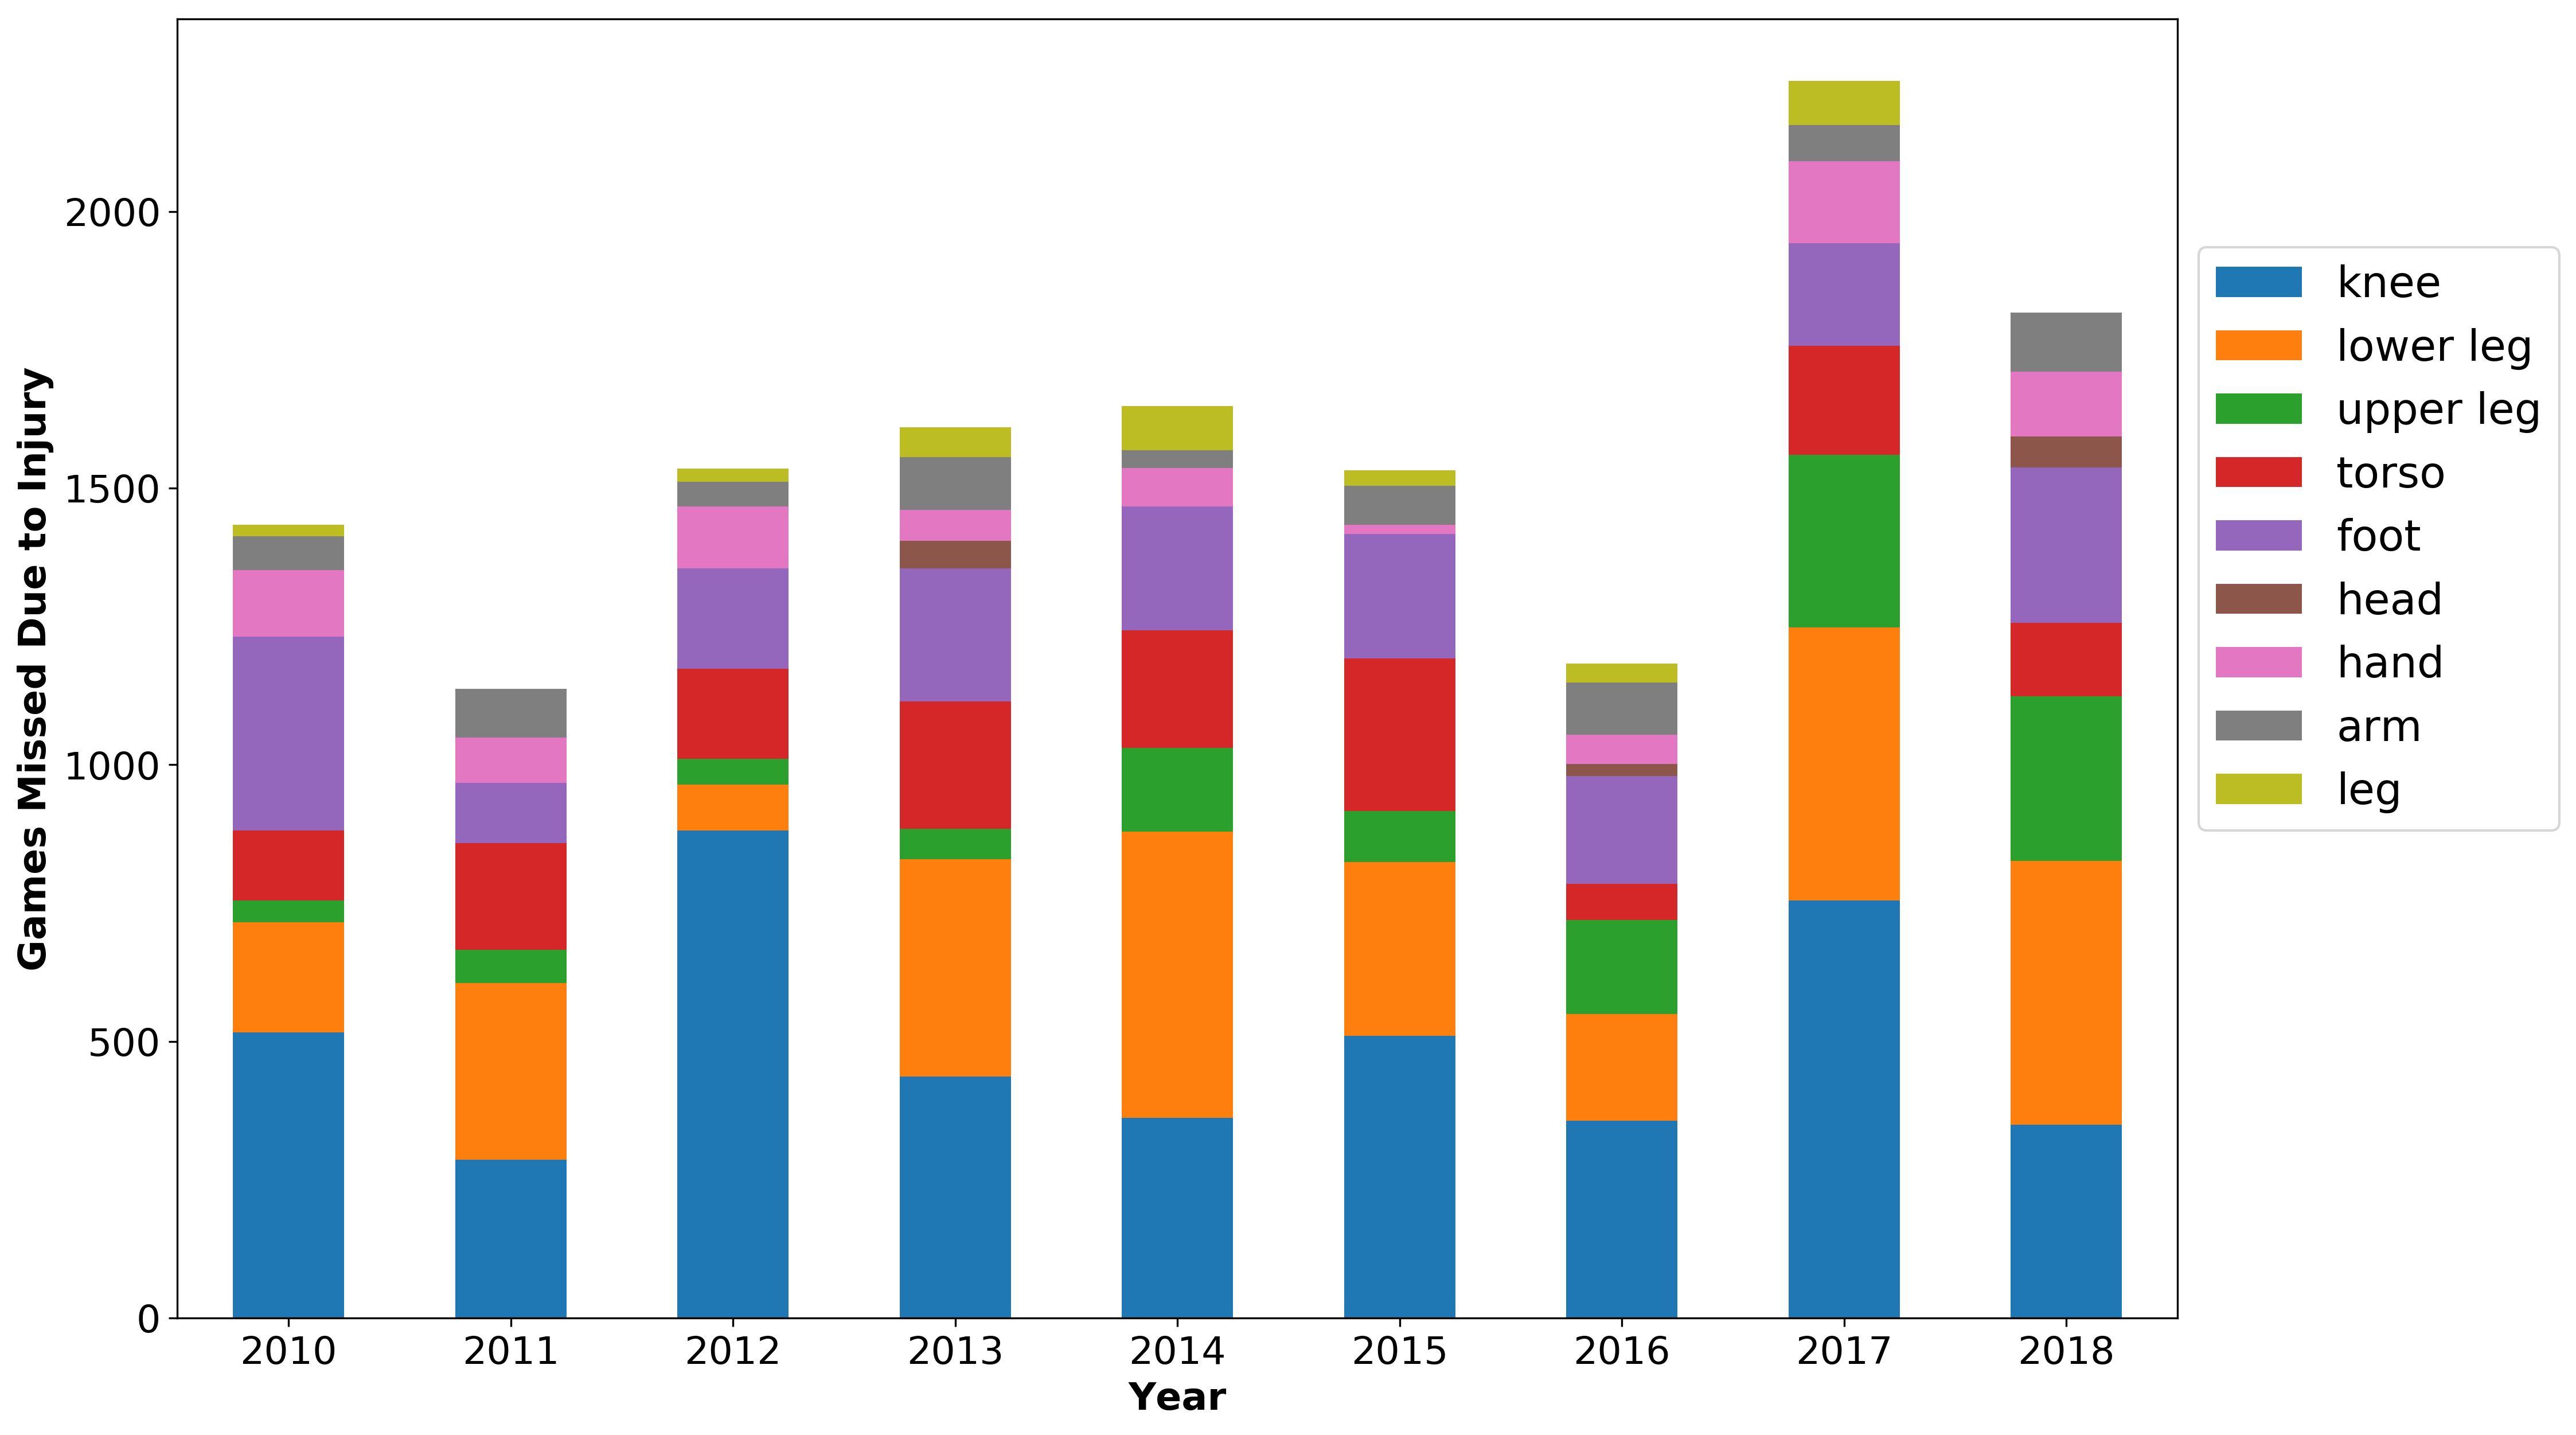 Games Missed Due to Injury
2000
1500
1000
500
0
2010 2011 2012 2013 2014 2015 2016 2017 2018
Year
knee
lower leg
upper leg
torso
foot
head
hand
arm
leg